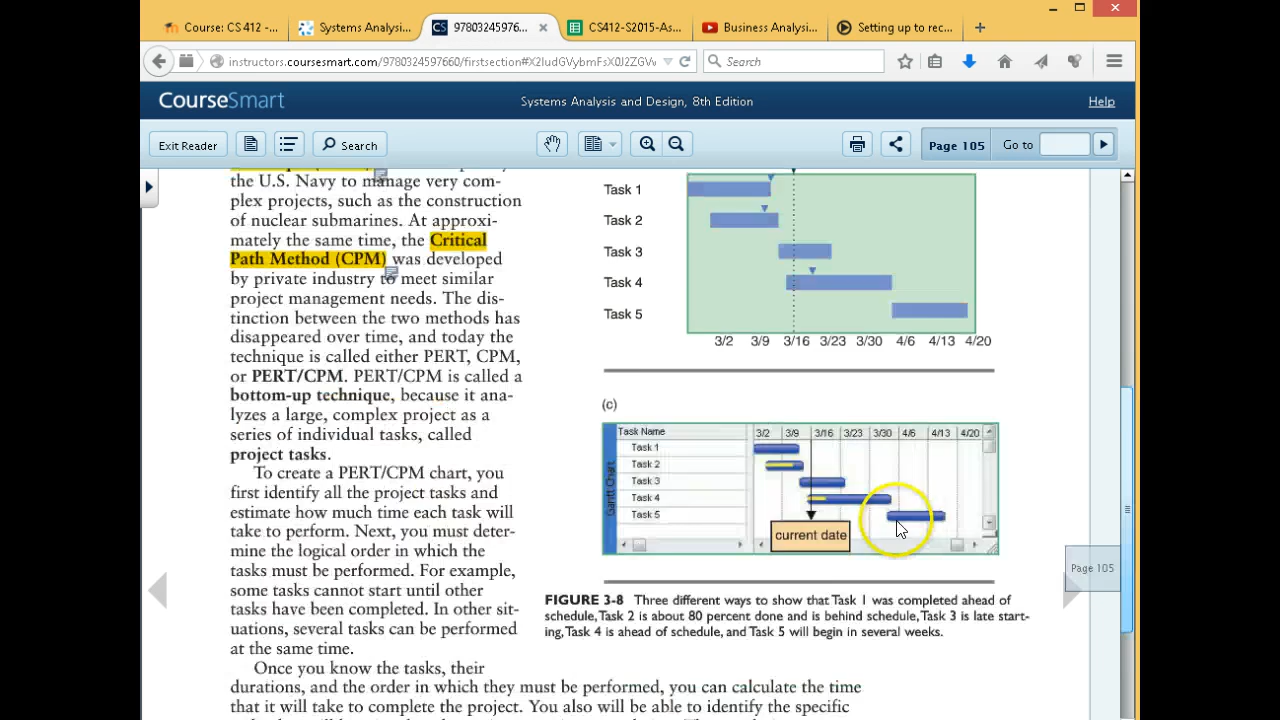 Course: CS 412 -...
Systems Analysi...
CS
97803245976...
CS412-S2015-As...
Business Analysi...
Setting up to rec...
instructors.coursesmart.com/9780324597660/firstsection#X2ludGVybmFsX0J2ZGVv
Search
CourseSmart
Systems Analysis and Design, 8th Edition
Help
Exit Reader
Search
Page 105
Go to
the U.S. Navy to manage very com-
plex projects, such as the construction
of nuclear submarines. At approxi-
mately the same time, the Critical
Path Method (CPM) was developed
by private industry to meet similar
project management needs. The dis-
tinction between the two methods has
disappeared over time, and today the
technique is called either PERT, CPM,
or PERT/CPM. PERT/CPM is called a
bottom-up technique, because it ana-
lyzes a large, complex project as a
series of individual tasks, called
project tasks.
To create a PERT/CPM chart, you
first identify all the project tasks and
estimate how much time each task will
take to perform. Next, you must deter-
mine the logical order in which the
tasks must be performed. For example,
some tasks cannot start until other
tasks have been completed. In other sit-
uations, several tasks can be performed
at the same time.
Once you know the tasks, their
durations, and the order in which they must be performed, you can calculate the time
that it will take to complete the project. You also will be able to identify the specific
Task 1
Task 2
Task 3
Task 4
Task 5
3/2 3/9 3/16 3/23 3/30 4/6 4/13 4/20
(c)
Gantt Chart
Task Name
3/2 3/9 3/16 3/23 3/30 4/6 4/13 4/20
Task 1
Task 2
Task 3
Task 4
Task 5
current date
Page 105
FIGURE 3-8 Three different ways to show that Task 1 was completed ahead of
schedule, Task 2 is about 80 percent done and is behind schedule, Task 3 is late start-
ing, Task 4 is ahead of schedule, and Task 5 will begin in several weeks.